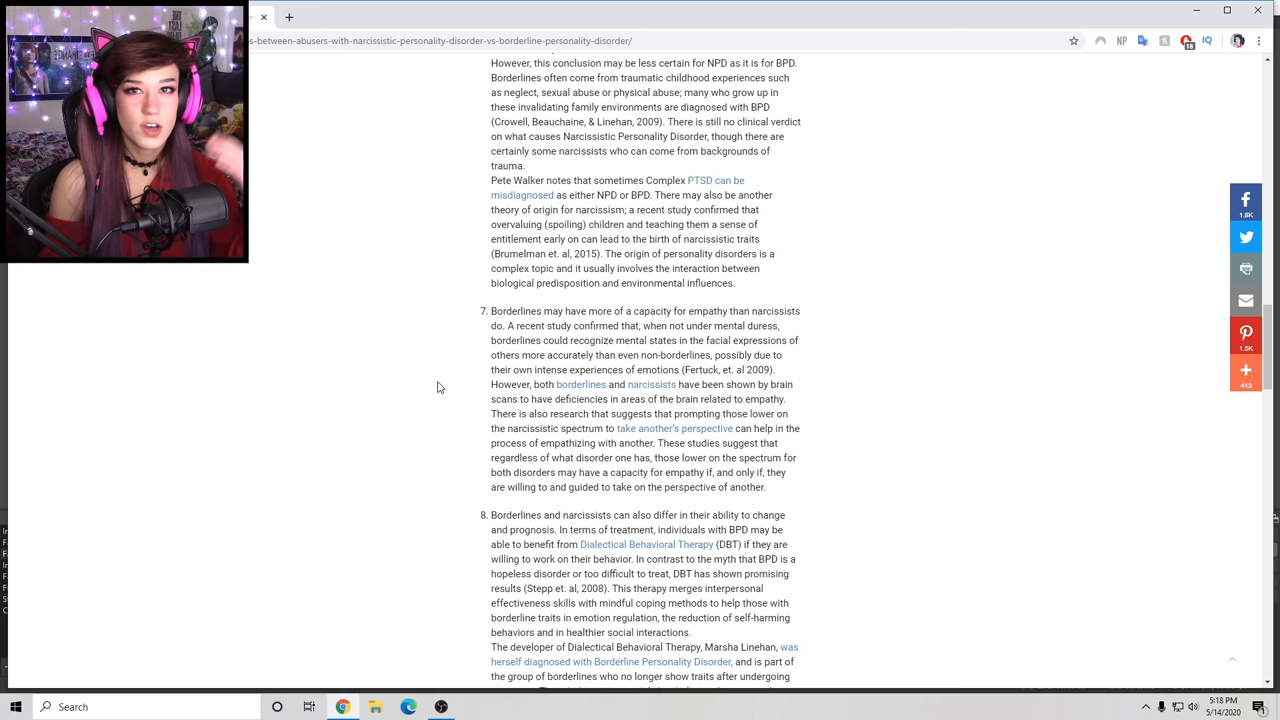 s-between-abusers-with-narcissistic-personality-disorder-vs-borderline-personality-disorder/
NP
18
IQ
However, this conclusion may be less certain for NPD as it is for BPD.
Borderlines often come from traumatic childhood experiences such
as neglect, sexual abuse or physical abuse; many who grow up in
these invalidating family environments are diagnosed with BPD
(Crowell, Beauchaine, & Linehan, 2009). There is still no clinical verdict
on what causes Narcissistic Personality Disorder, though there are
certainly some narcissists who can come from backgrounds of
trauma.
Pete Walker notes that sometimes Complex PTSD can be
misdiagnosed as either NPD or BPD. There may also be another
theory of origin for narcissism; a recent study confirmed that
overvaluing (spoiling) children and teaching them a sense of
entitlement early on can lead to the birth of narcissistic traits
(Brumelman et. al, 2015). The origin of personality disorders is a
complex topic and it usually involves the interaction between
biological predisposition and environmental influences.
7. Borderlines may have more of a capacity for empathy than narcissists
do. A recent study confirmed that, when not under mental duress,
borderlines could recognize mental states in the facial expressions of
others more accurately than even non-borderlines, possibly due to
their own intense experiences of emotions (Fertuck, et. al 2009).
However, both borderlines and narcissists have been shown by brain
scans to have deficiencies in areas of the brain related to empathy.
There is also research that suggests that prompting those lower on
the narcissistic spectrum to take another's perspective can help in the
process of empathizing with another. These studies suggest that
regardless of what disorder one has, those lower on the spectrum for
both disorders may have a capacity for empathy if, and only if, they
are willing to and guided to take on the perspective of another.
8. Borderlines and narcissists can also differ in their ability to change
and prognosis. In terms of treatment, individuals with BPD may be
able to benefit from Dialectical Behavioral Therapy (DBT) if they are
willing to work on their behavior. In contrast to the myth that BPD is a
hopeless disorder or too difficult to treat, DBT has shown promising
results (Stepp et. al, 2008). This therapy merges interpersonal
effectiveness skills with mindful coping methods to help those with
borderline traits in emotion regulation, the reduction of self-harming
behaviors and in healthier social interactions.
The developer of Dialectical Behavioral Therapy, Marsha Linehan, was
herself diagnosed with Borderline Personality Disorder, and is part of
the group of borderlines who no longer show traits after undergoing
1.8K
1.5K
413
Search
5:18 PM
5/14/2020
1